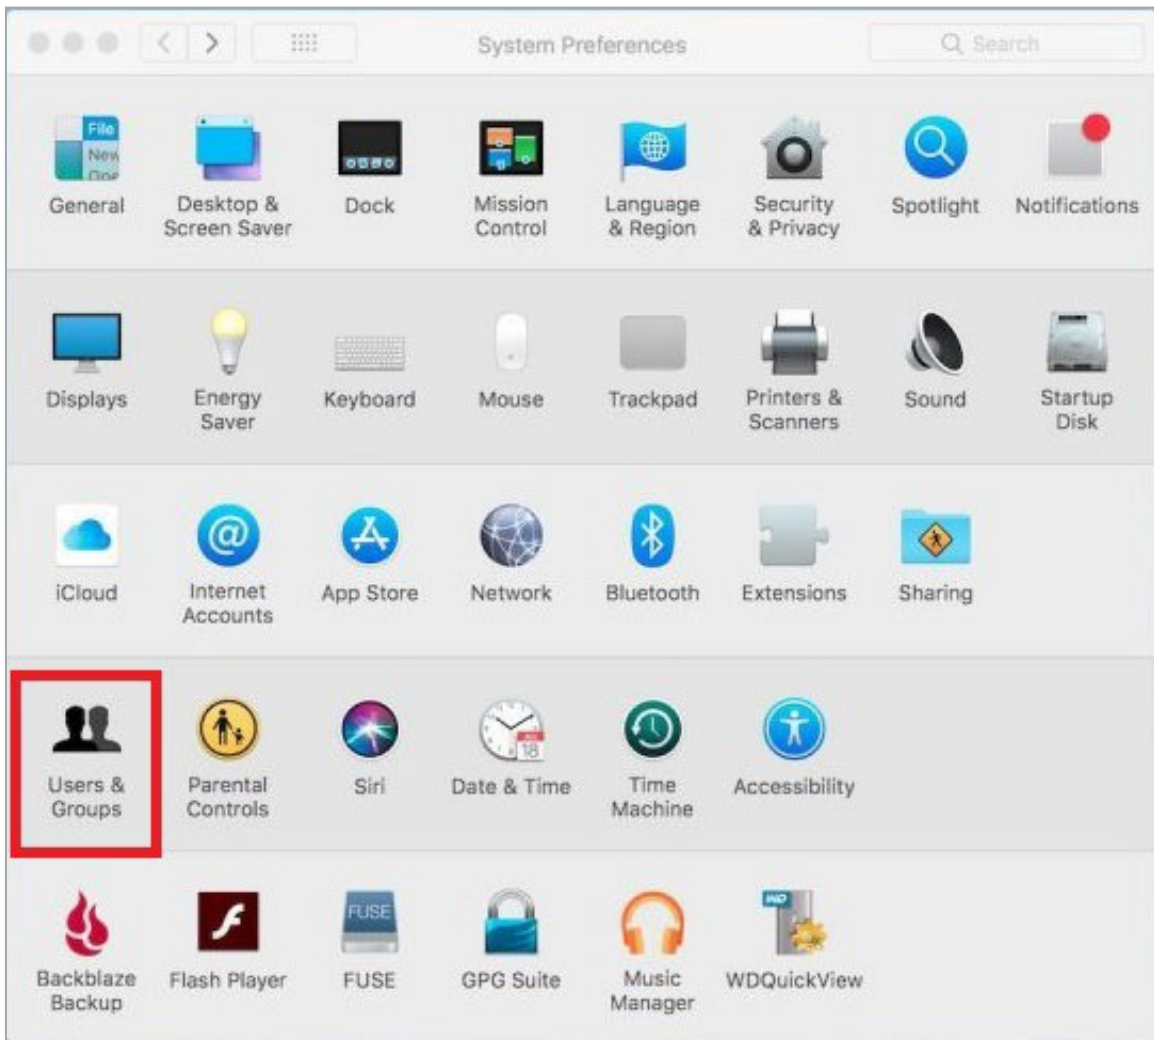 System Preferences
Search
File
New
Ope
General
Desktop &
Screen Saver
Dock
Mission
Control
Language
& Region
Security
& Privacy
Spotlight
Notifications
Displays
Energy
Saver
Keyboard
Mouse
Trackpad
Printers &
Scanners
Sound
Startup
Disk
iCloud
@
Internet
Accounts
App Store
Network
Bluetooth
Extensions
Sharing
Users &
Groups
Parental
Controls
Siri
JUL
18
Date & Time
Time
Machine
Accessibility
Backblaze
Backup
Flash Player
FUSE
FUSE
GPG Suite
Music
Manager
WD
WDQuickView